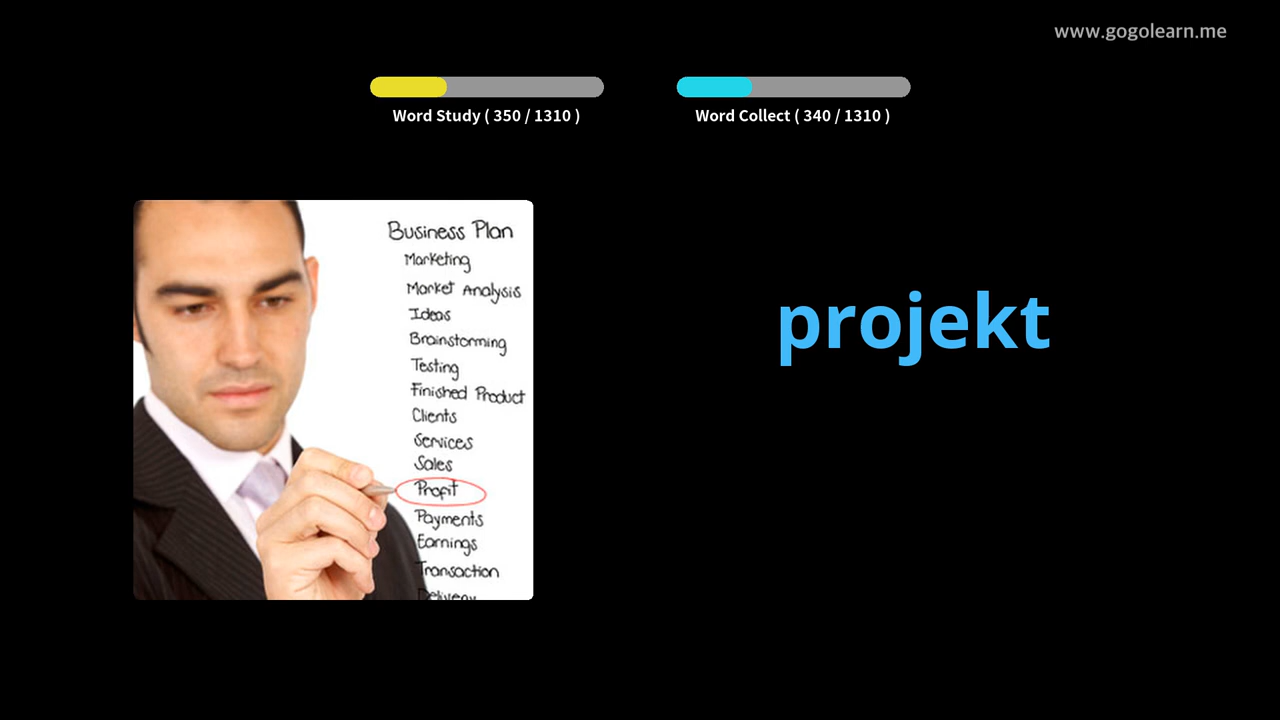 www.gogolearn.me
Word Study ( 350 / 1310 )
Word Collect ( 340 / 1310 )
Business Plan
Marketing
Market Analysis
Ideas
Brainstorming
Testing
Finished Product
Clients
Services
Sales
Profit
Payments
Earnings
Transaction
Delivery
projekt